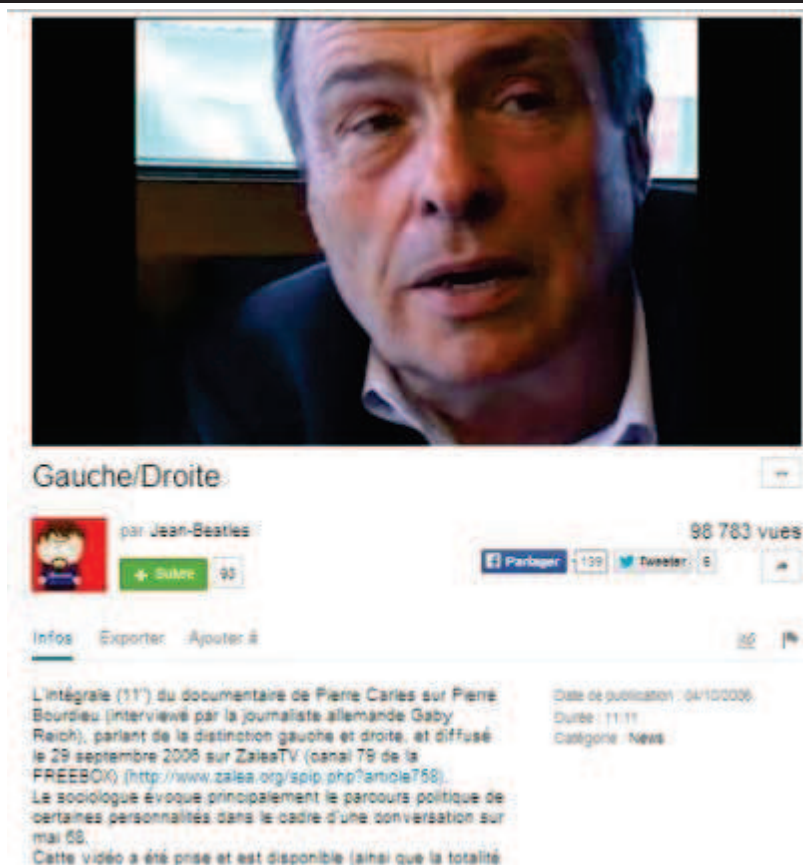 Gauche/Droite
par Jean-Beatles
98 783 vues
+ Suivre 93
Partager 139 Tweeter 6
Infos Exporter Ajouter à
L'intégrale (11') du documentaire de Pierre Carles sur Pierre
Bourdieu (interviewé par la journaliste allemande Gaby
Reich), parlant de la distinction gauche et droite, et diffusé
le 29 septembre 2006 sur ZaleaTV (canal 79 de la
FREEBOX) (http://www.zalea.org/spip.php?article758).
Le sociologue évoque principalement le parcours politique de
certaines personnalités dans le cadre d'une conversation sur
mai 68.
Cette vidéo a été prise et est disponible (ainsi que la totalité
Date de publication : 04/10/2006
Durée : 11:11
Catégorie : News